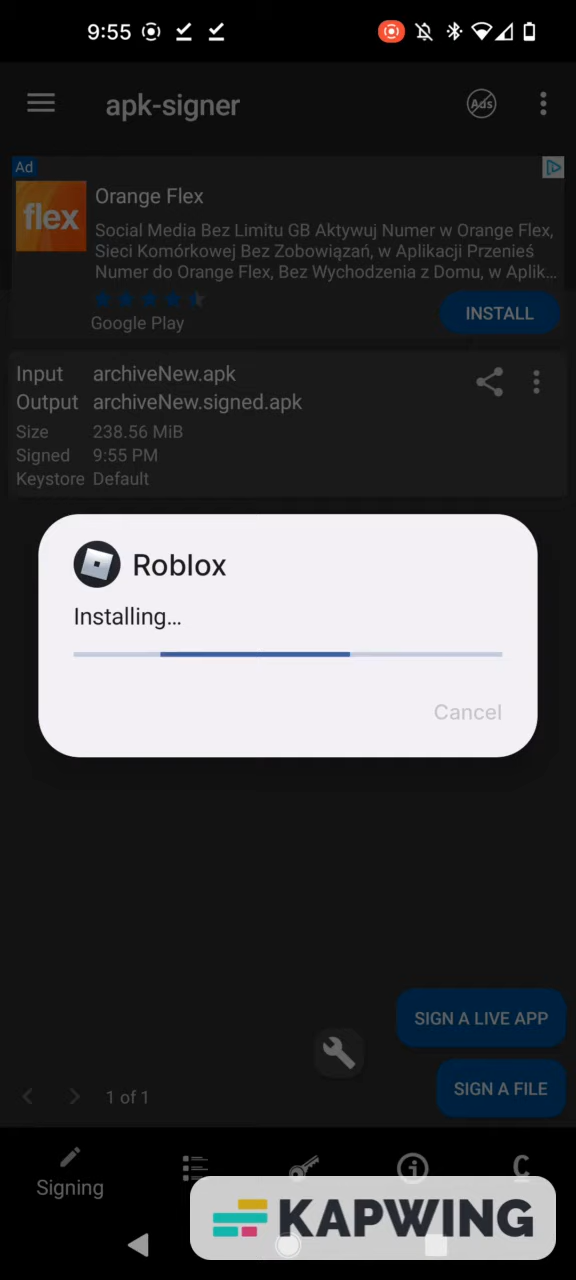 9:55
apk-signer
Ads
Ad
flex
Orange Flex
Social Media Bez Limitu GB Aktywuj Numer w Orange Flex,
Sieci Komórkowej Bez Zobowiązań, w Aplikacji Przenieś
Numer do Orange Flex, Bez Wychodzenia z Domu, w Aplik...
Google Play
INSTALL
Input archiveNew.apk
Output archiveNew.signed.apk
Size 238.56 MiB
Signed 9:55 PM
Keystore Default
Roblox
Installing...
Cancel
SIGN A LIVE APP
SIGN A FILE
1 of 1
Signing
C
KAPWING